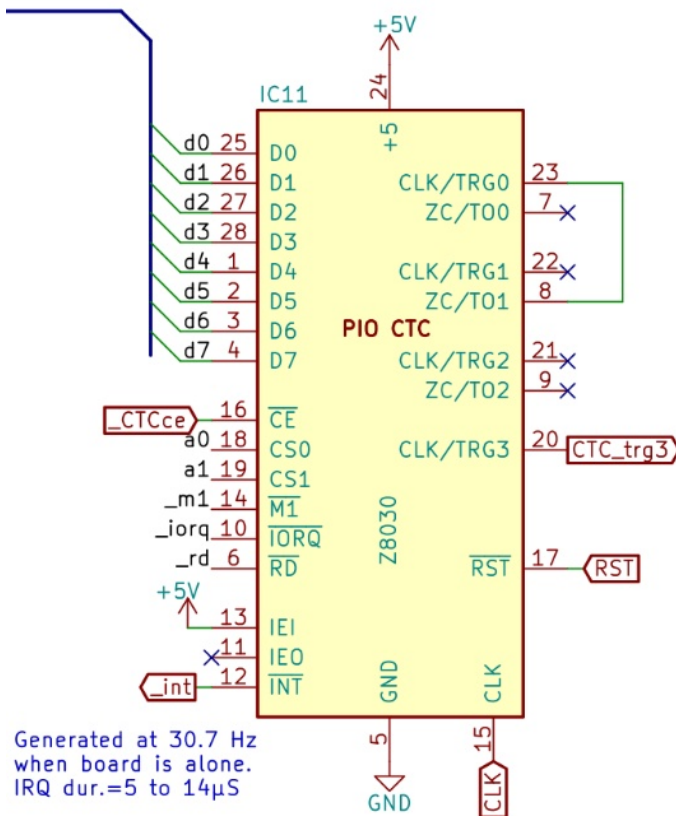 +5V
24
IC11
+5
d0 25 D0 CLK/TRG0 23
d1 26 D1 ZC/TO0 7
d2 27 D2
d3 28 D3 CLK/TRG1 22
d4 1 D4 ZC/TO1 8
d5 2 D5
d6 3 D6 PIO CTC
d7 4 D7 CLK/TRG2 21
ZC/TO2 9
_CTCce 16 CE
a0 18 CS0 CLK/TRG3 20 CTC_trg3
a1 19 CS1
_m1 14 M1
_iorq 10 IORQ
Z8030
_rd 6 RD RST 17 RST
+5V
13 IEI
11 IEO
_int 12 INT
GND
CLK
5
15
GND
CLK
Generated at 30.7 Hz
when board is alone.
IRQ dur.=5 to 14µS